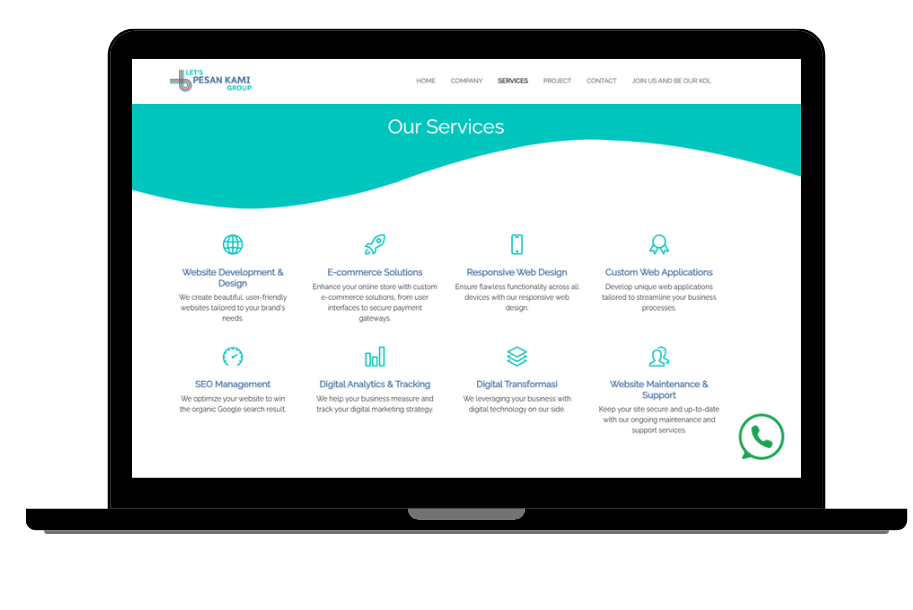 LET'S
PESAN KAMI
GROUP
HOME COMPANY SERVICES PROJECT CONTACT JOIN US AND BE OUR KOL
Our Services
Website Development &
Design
We create beautiful, user-friendly
websites tailored to your brand's
needs.
E-commerce Solutions
Enhance your online store with custom
e-commerce solutions, from user
interfaces to secure payment
gateways.
Responsive Web Design
Ensure flawless functionality across all
devices with our responsive web
design.
Custom Web Applications
Develop unique web applications
tailored to streamline your business
processes.
SEO Management
We optimize your website to win
the organic Google search result.
Digital Analytics & Tracking
We help your business measure and
track your digital marketing strategy.
Digital Transformasi
We leveraging your business with
digital technology on our side.
Website Maintenance &
Support
Keep your site secure and up-to-date
with our ongoing maintenance and
support services.